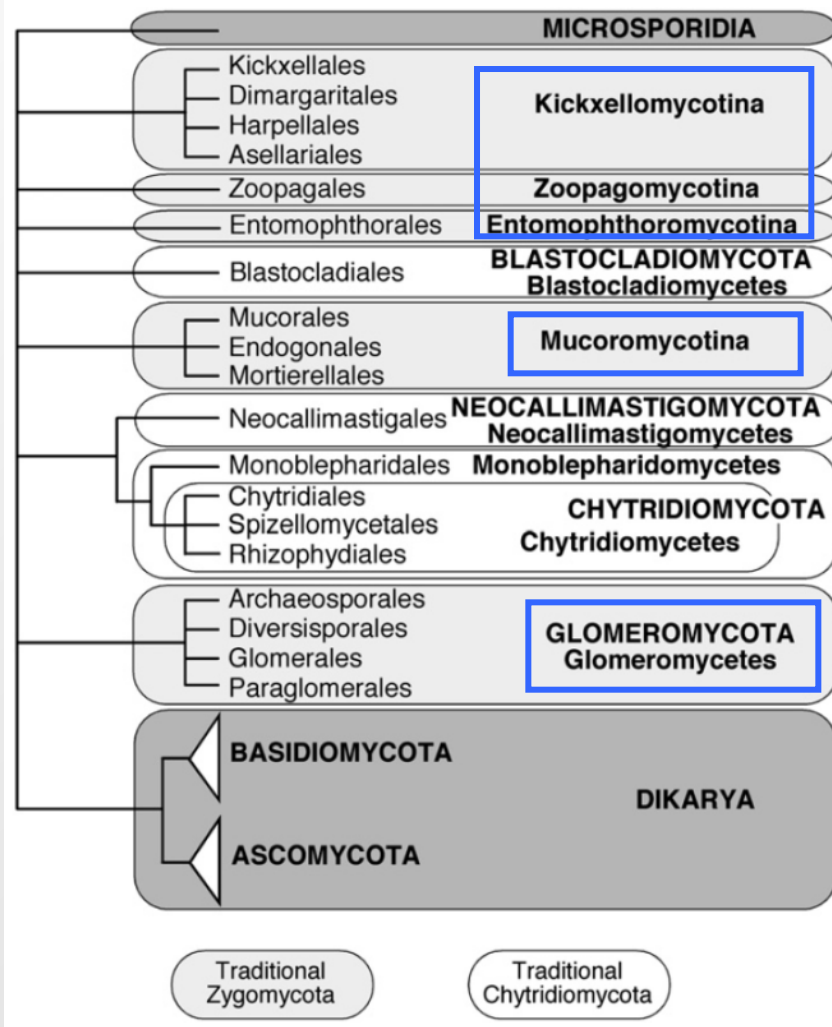 MICROSPORIDIA
Kickxellales
Dimargaritales
Harpellales
Asellariales
Kickxellomycotina
Zoopagales Zoopagomycotina
Entomophthorales Entomophthoromycotina
Blastocladiales
BLASTOCLADIOMYCOTA
Blastocladiomycetes
Mucorales
Endogonales
Mortierellales
Mucoromycotina
Neocallimastigales
NEOCALLIMASTIGOMYCOTA
Neocallimastigomycetes
Monoblepharidales Monoblepharidomycetes
Chytridiales
Spizellomycetales
Rhizophydiales
CHYTRIDIOMYCOTA
Chytridiomycetes
Archaeosporales
Diversisporales
Glomerales
Paraglomerales
GLOMEROMYCOTA
Glomeromycetes
BASIDIOMYCOTA
ASCOMYCOTA
DIKARYA
Traditional
Zygomycota
Traditional
Chytridiomycota